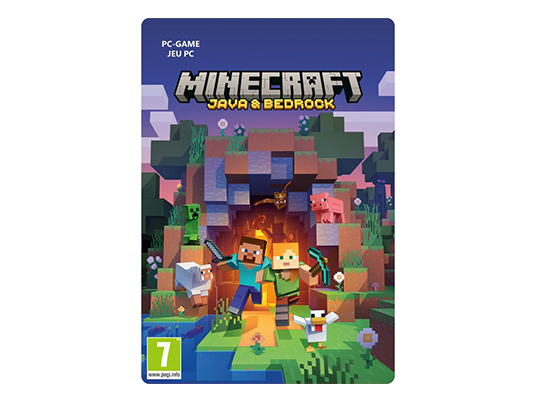 PC-GAME
JEU PC
MINECRAFT
JAVA & BEDROCK
7
www.pegi.info